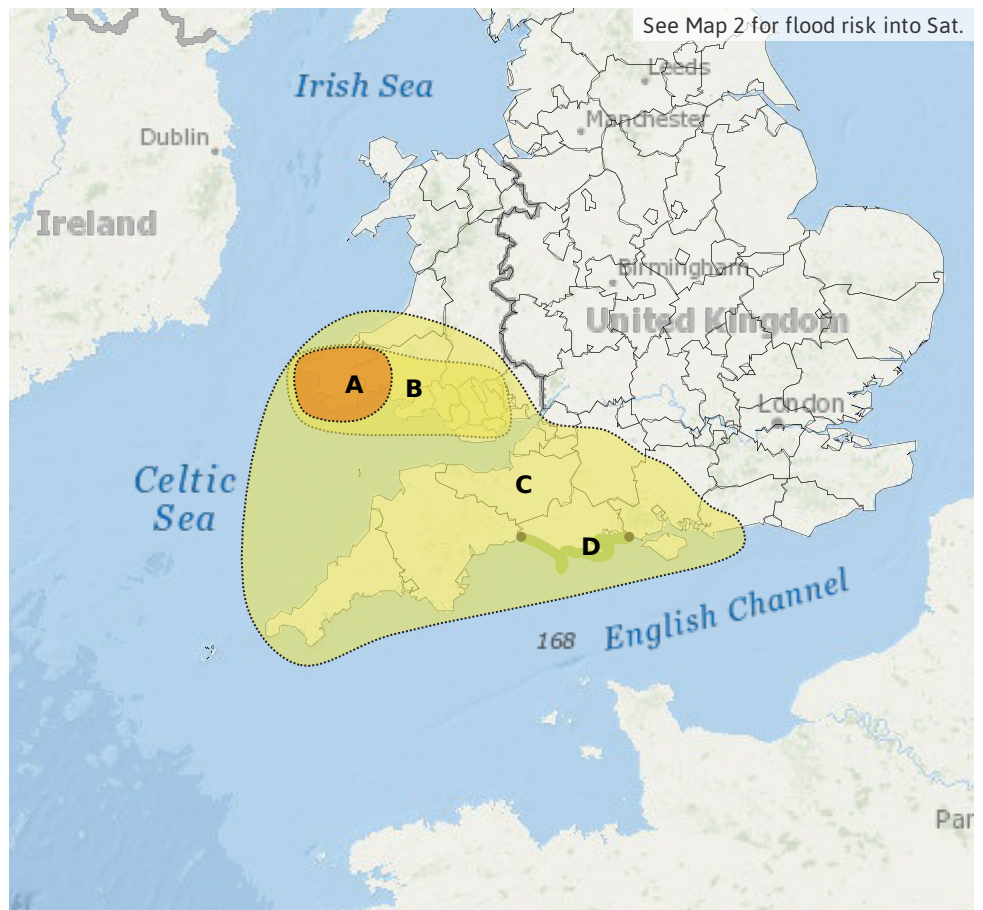 See Map 2 for flood risk into Sat.
Leeds
Irish Sea
Manchester
Dublin
Ireland
Birmingham
United Kingdom
A
B
London
Celtic
Sea
C
D
English Channel
168
Par